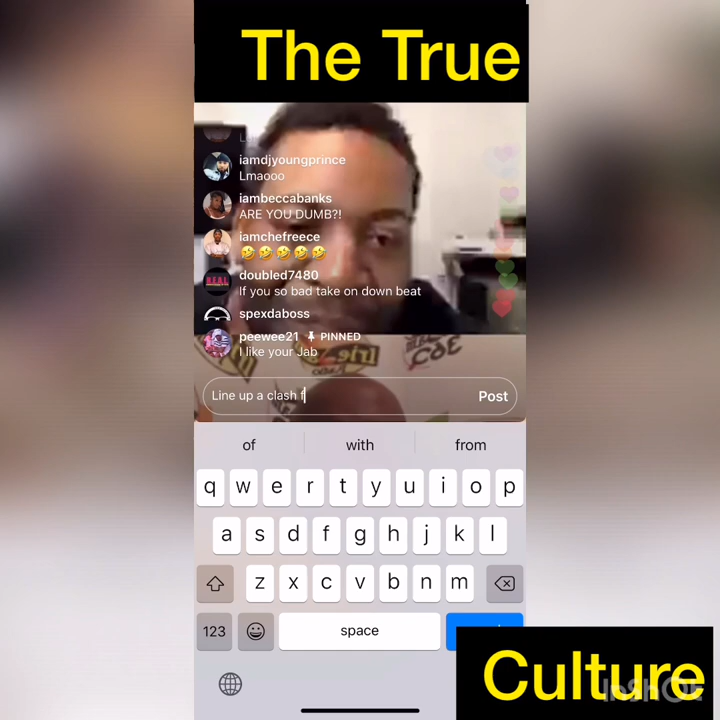 The True
iamdjyoungprince
Lmaooo
iambeccabanks
ARE YOU DUMB?!
iamchefreece
🤣🤣🤣🤣🤣
R.E.A.L
doubled7480
If you so bad take on down beat
spexdaboss
peewee21 PINNED
I like your Jab
Line up a clash f
Post
of with from
q w e r t y u i o p
a s d f g h j k l
z x c v b n m
123 space
Culture
InShOt